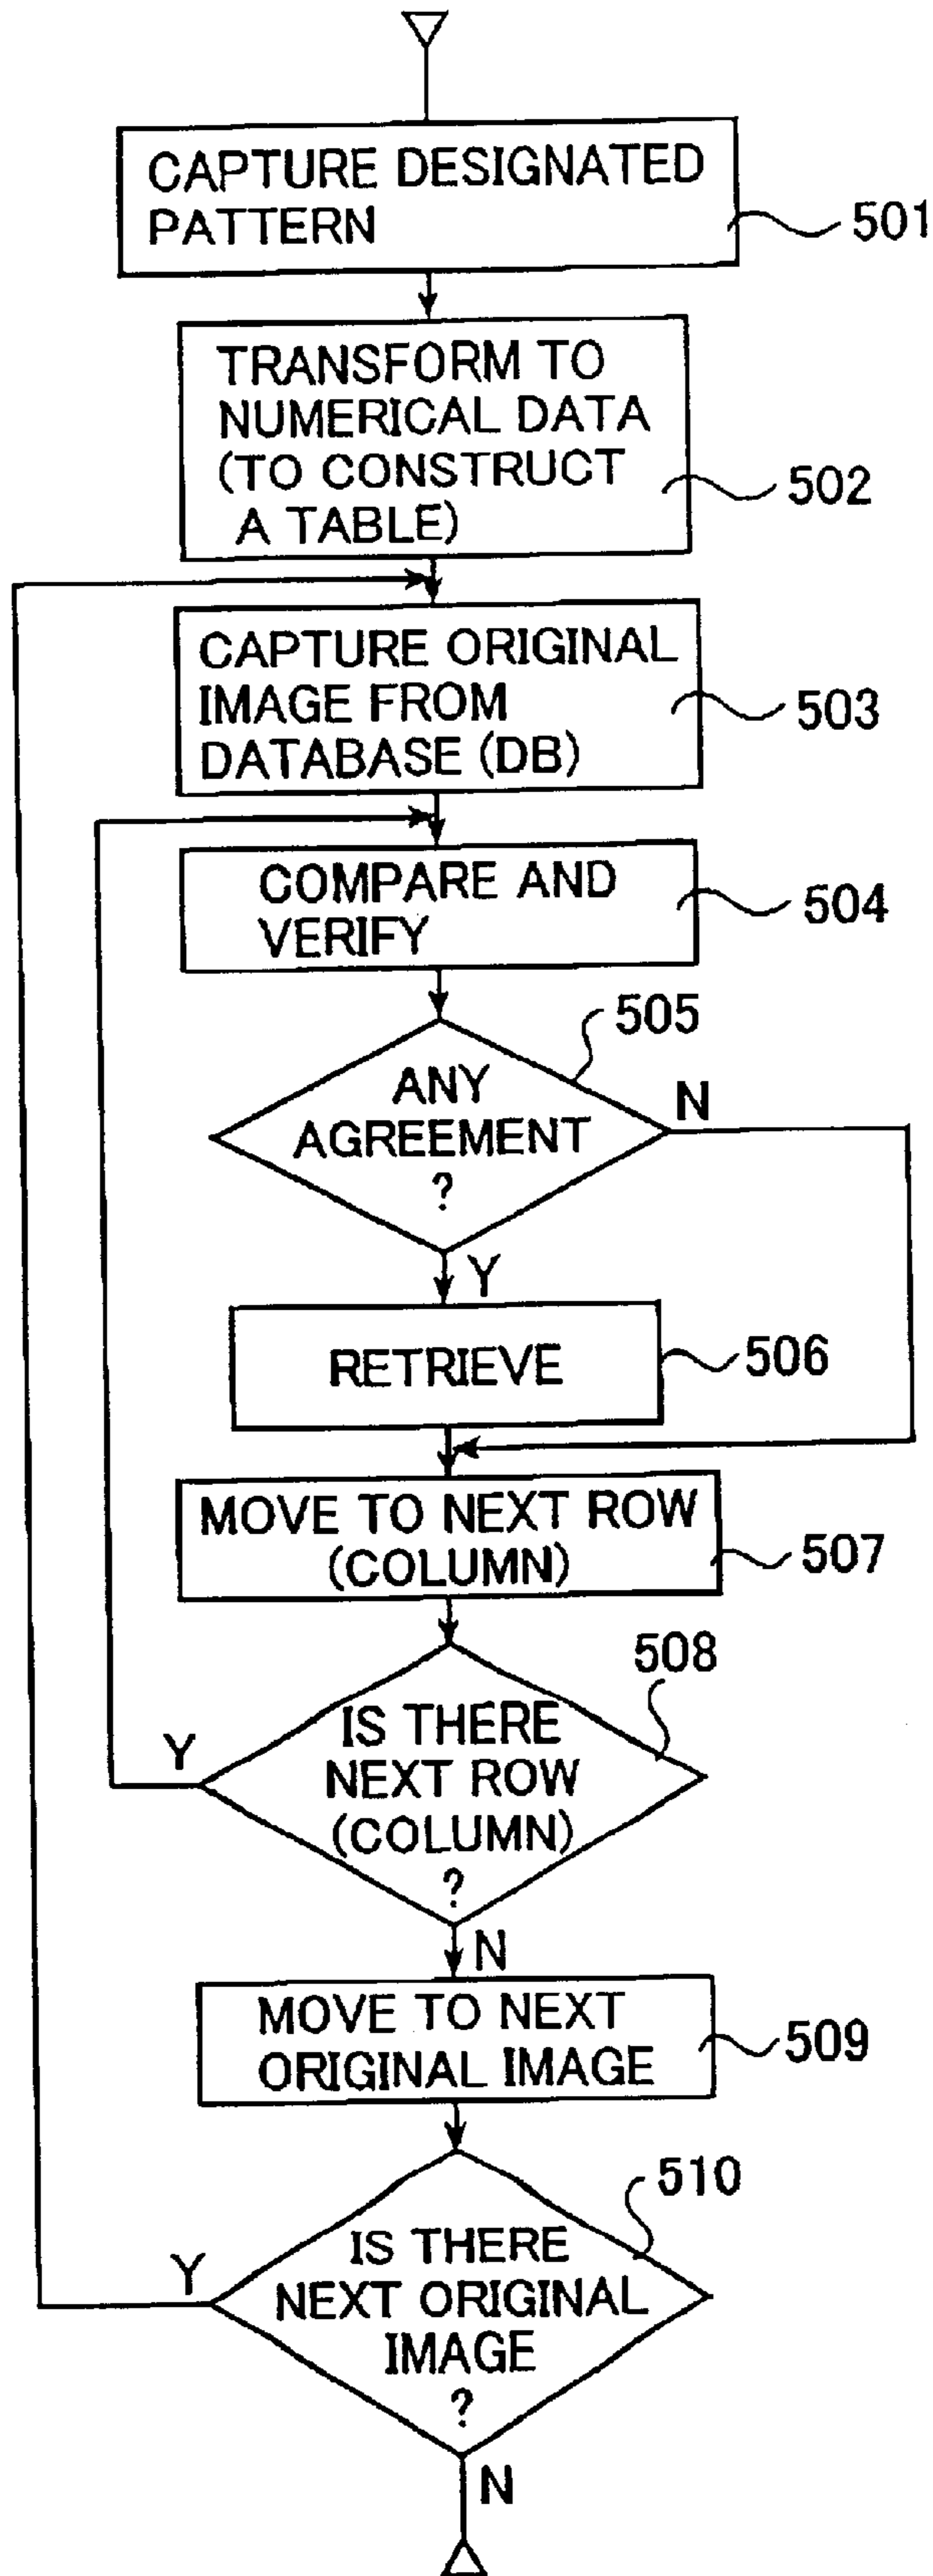 CAPTURE DESIGNATED
PATTERN
501
TRANSFORM TO
NUMERICAL DATA
(TO CONSTRUCT
A TABLE)
502
CAPTURE ORIGINAL
IMAGE FROM
DATABASE (DB)
503
COMPARE AND
VERIFY
504
505
ANY
AGREEMENT
?
N
Y
RETRIEVE
506
MOVE TO NEXT ROW
(COLUMN)
507
508
IS THERE
NEXT ROW
(COLUMN)
?
Y
N
MOVE TO NEXT
ORIGINAL IMAGE
509
510
IS THERE
NEXT ORIGINAL
IMAGE
?
Y
N